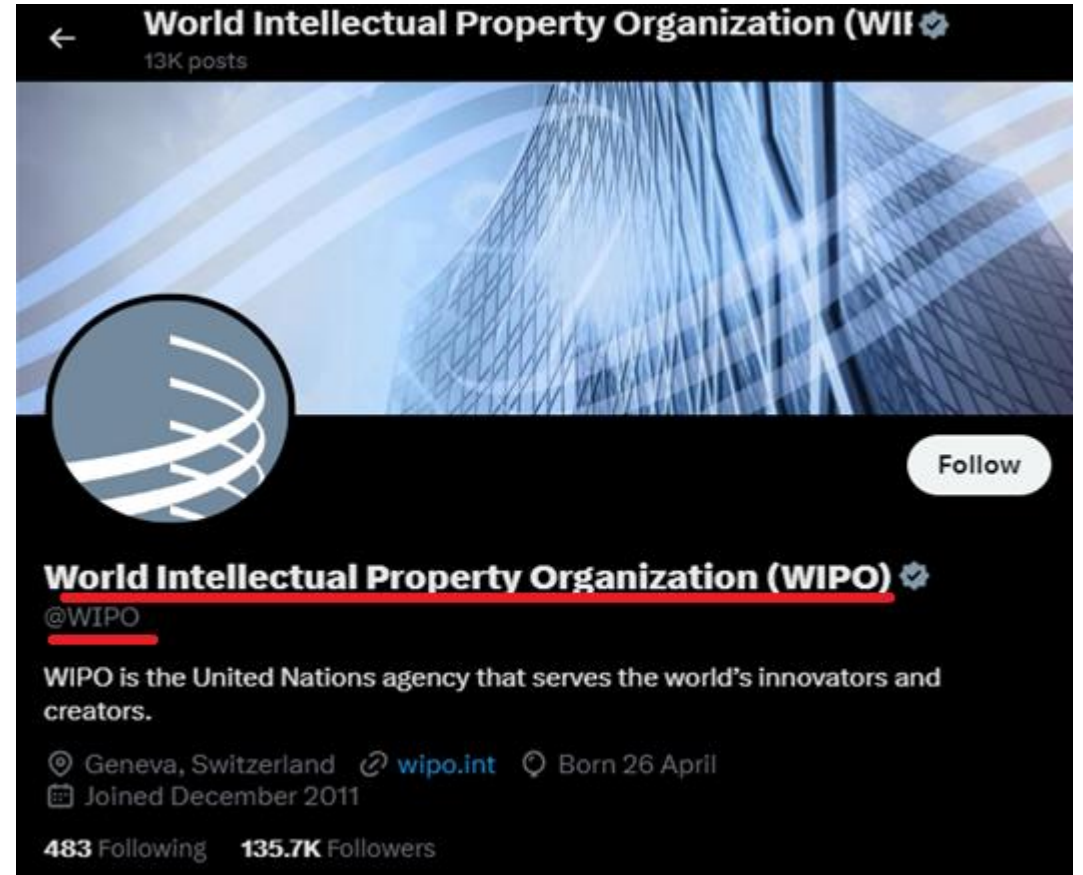 World Intellectual Property Organization (WIP
13K posts
Follow
World Intellectual Property Organization (WIPO)
@WIPO
WIPO is the United Nations agency that serves the world’s innovators and
creators.
Geneva, Switzerland wipo.int Born 26 April
Joined December 2011
483 Following 135.7K Followers